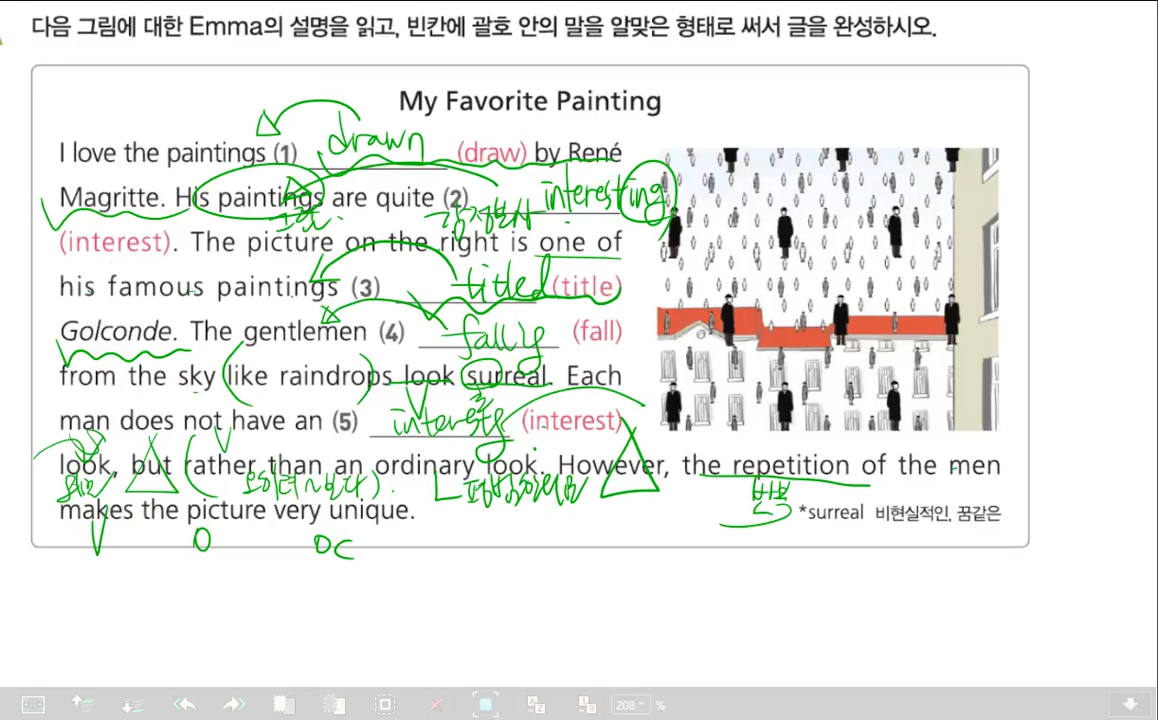 다음 그림에 대한 Emma의 설명을 읽고, 빈칸에 괄호 안의 말을 알맞은 형태로 써서 글을 완성하시오.
My Favorite Painting
I love the paintings (1) drawn (draw) by René
Magritte. His paintings are quite (2) interesting
(interest). The picture on the right is one of
his famous paintings (3) titled (title)
Golconde. The gentlemen (4) (fall)
from the sky like raindrops look surreal. Each
man does not have an (5) (interest)
look, but rather than an ordinary look. However, the repetition of the men
반복
makes the picture very unique. *surreal 비현실적인, 꿈같은
V O OC
208 %